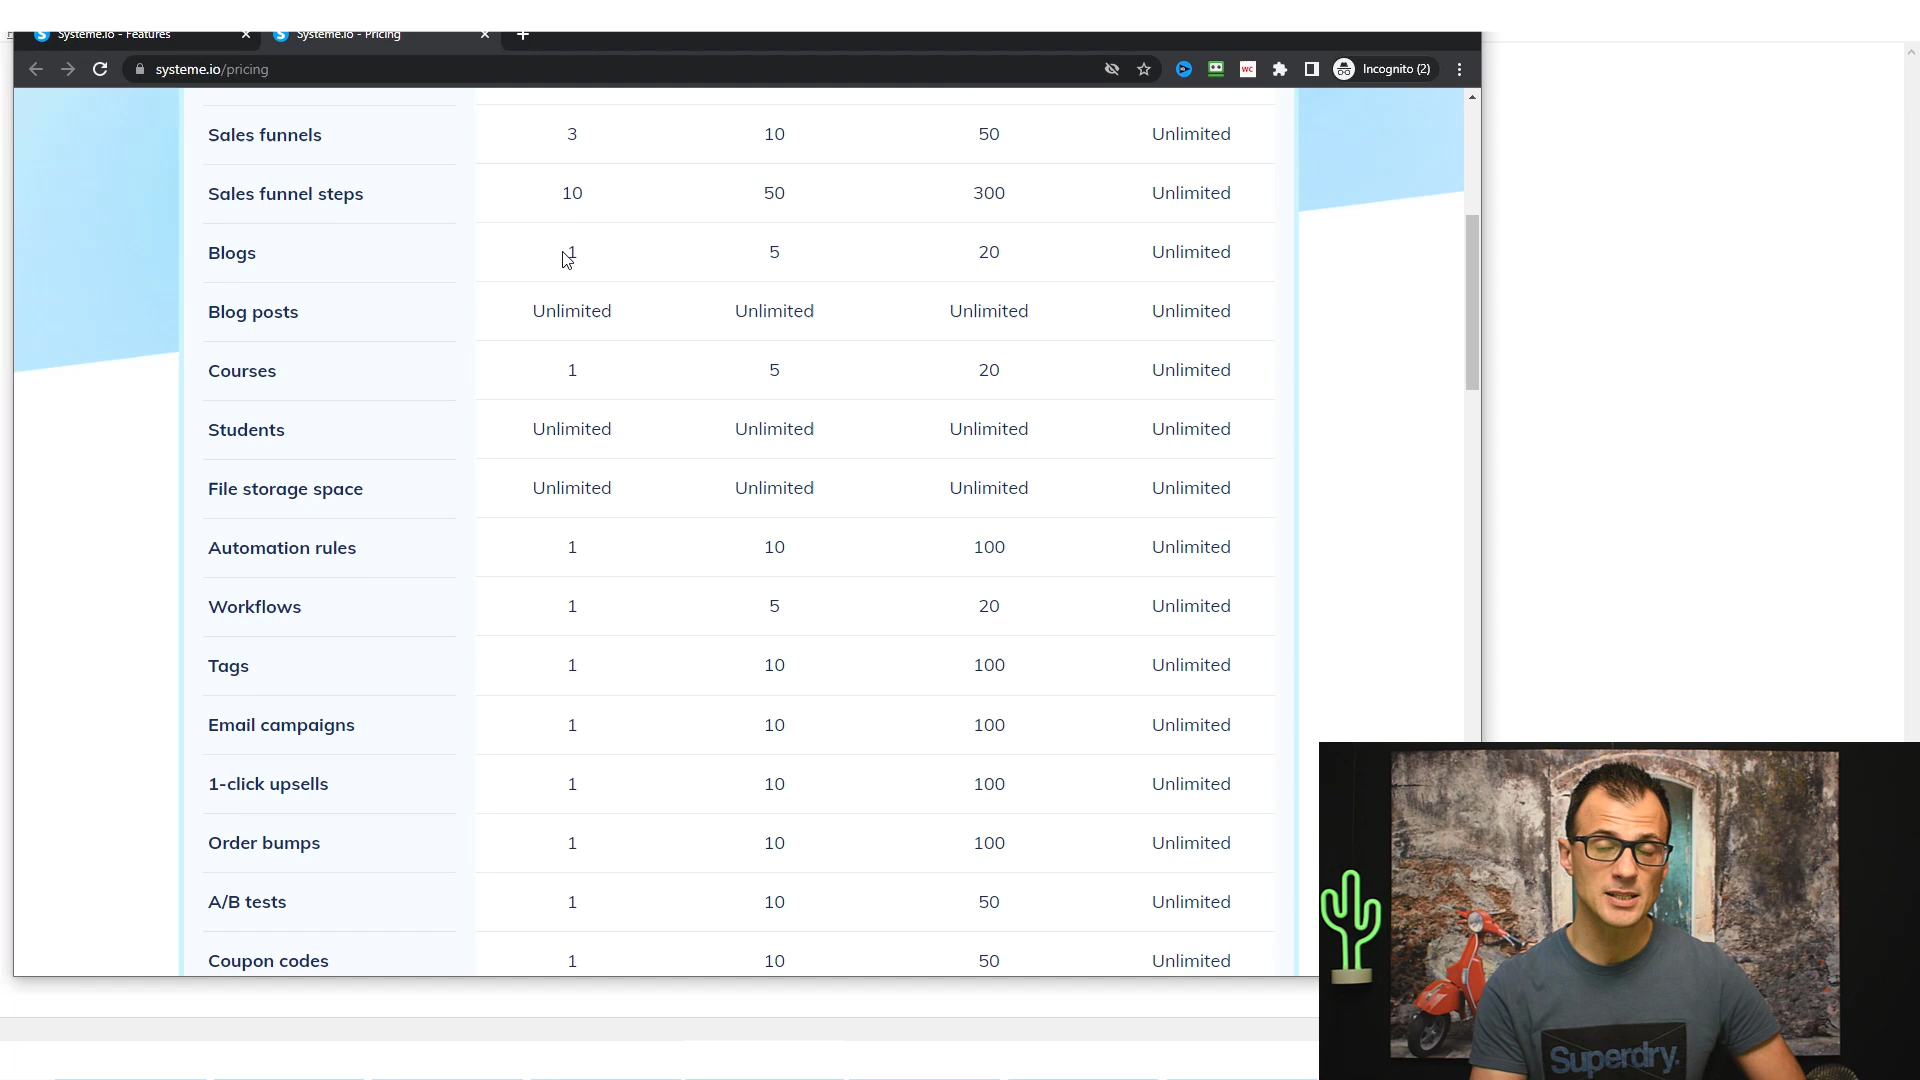 Systeme.io - Features
Systeme.io - Pricing
systeme.io/pricing
WC
Incognito (2)
Sales funnels 3 10 50 Unlimited
Sales funnel steps 10 50 300 Unlimited
Blogs 1 5 20 Unlimited
Blog posts Unlimited Unlimited Unlimited Unlimited
Courses 1 5 20 Unlimited
Students Unlimited Unlimited Unlimited Unlimited
File storage space Unlimited Unlimited Unlimited Unlimited
Automation rules 1 10 100 Unlimited
Workflows 1 5 20 Unlimited
Tags 1 10 100 Unlimited
Email campaigns 1 10 100 Unlimited
1-click upsells 1 10 100 Unlimited
Order bumps 1 10 100 Unlimited
A/B tests 1 10 50 Unlimited
Coupon codes 1 10 50 Unlimited
Superdry.